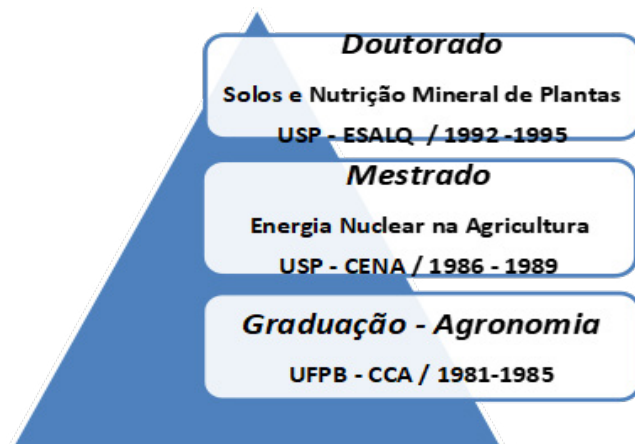 Doutorado
Solos e Nutrição Mineral de Plantas
USP - ESALQ / 1992 -1995
Mestrado
Energia Nuclear na Agricultura
USP - CENA / 1986 - 1989
Graduação - Agronomia
UFPB - CCA / 1981-1985